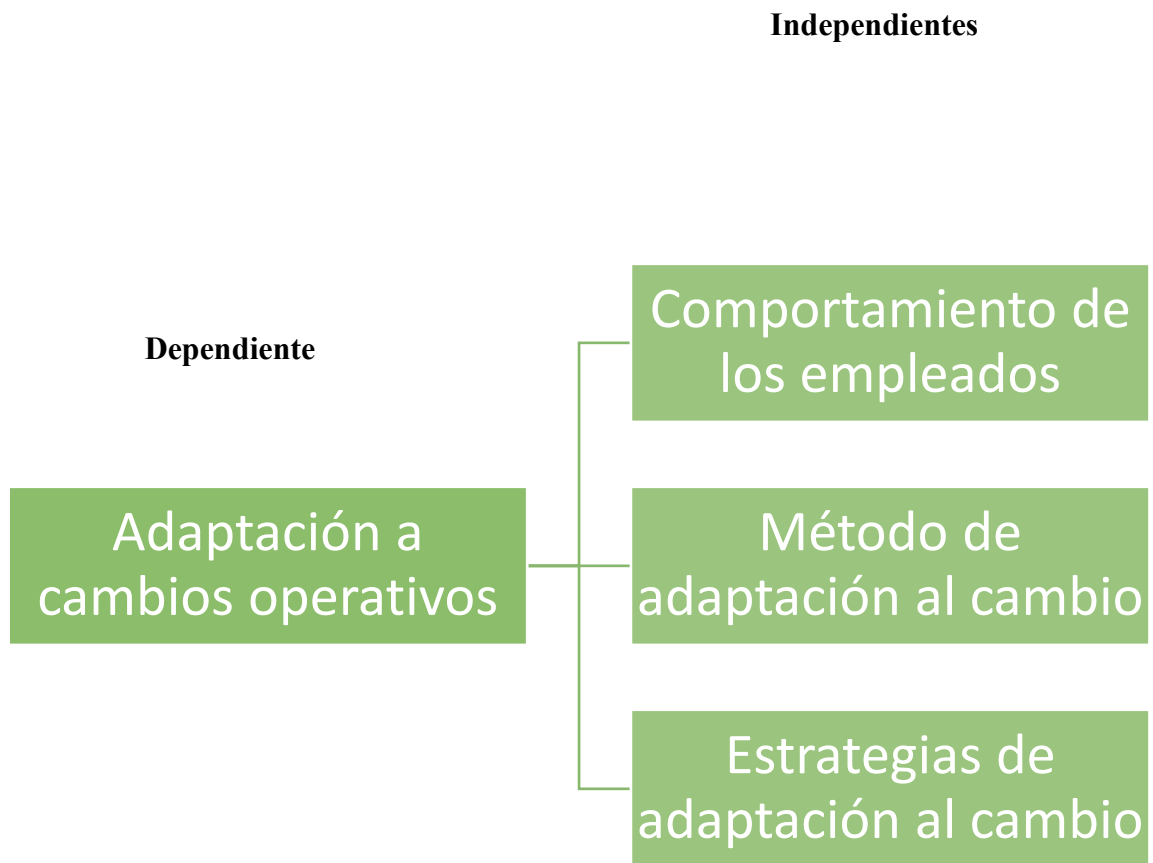 Independientes
Dependiente
Adaptación a
cambios operativos
Comportamiento de
los empleados
Método de
adaptación al cambio
Estrategias de
adaptación al cambio